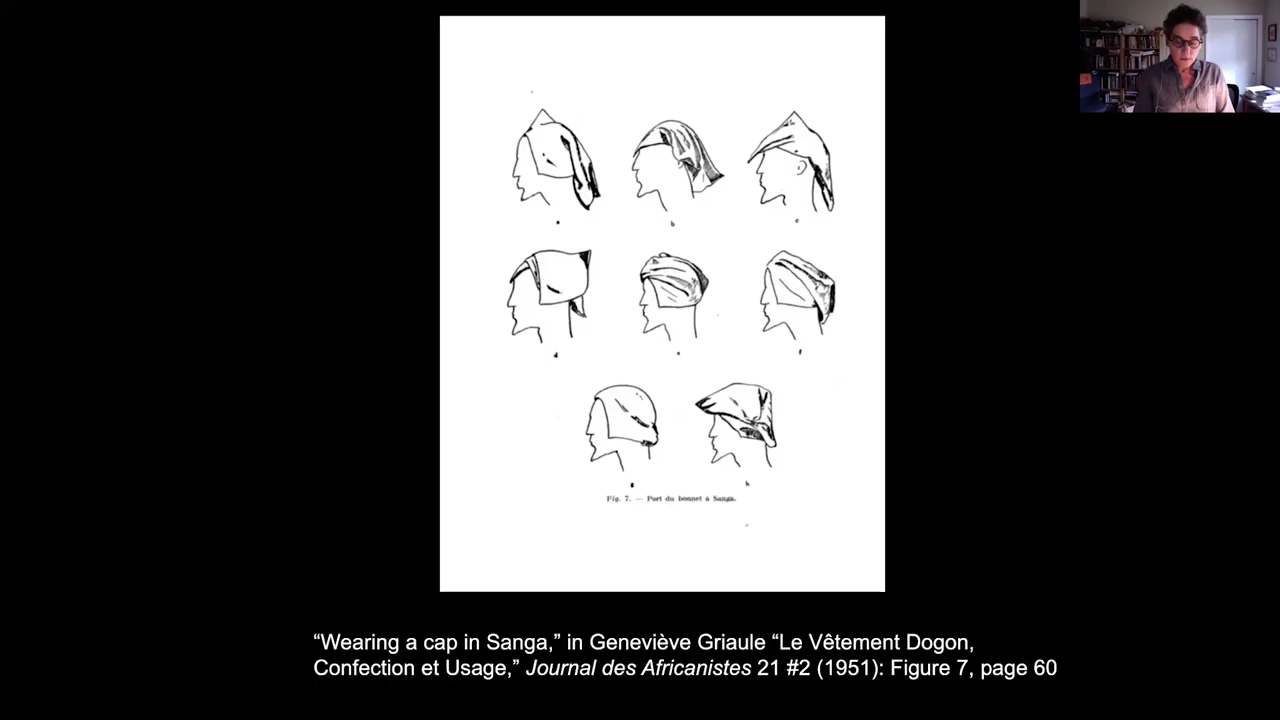 a b c
d e f
g h
Fig. 7. — Port du bonnet à Sanga.
“Wearing a cap in Sanga,” in Geneviève Griaule “Le Vêtement Dogon,
Confection et Usage,” Journal des Africanistes 21 #2 (1951): Figure 7, page 60